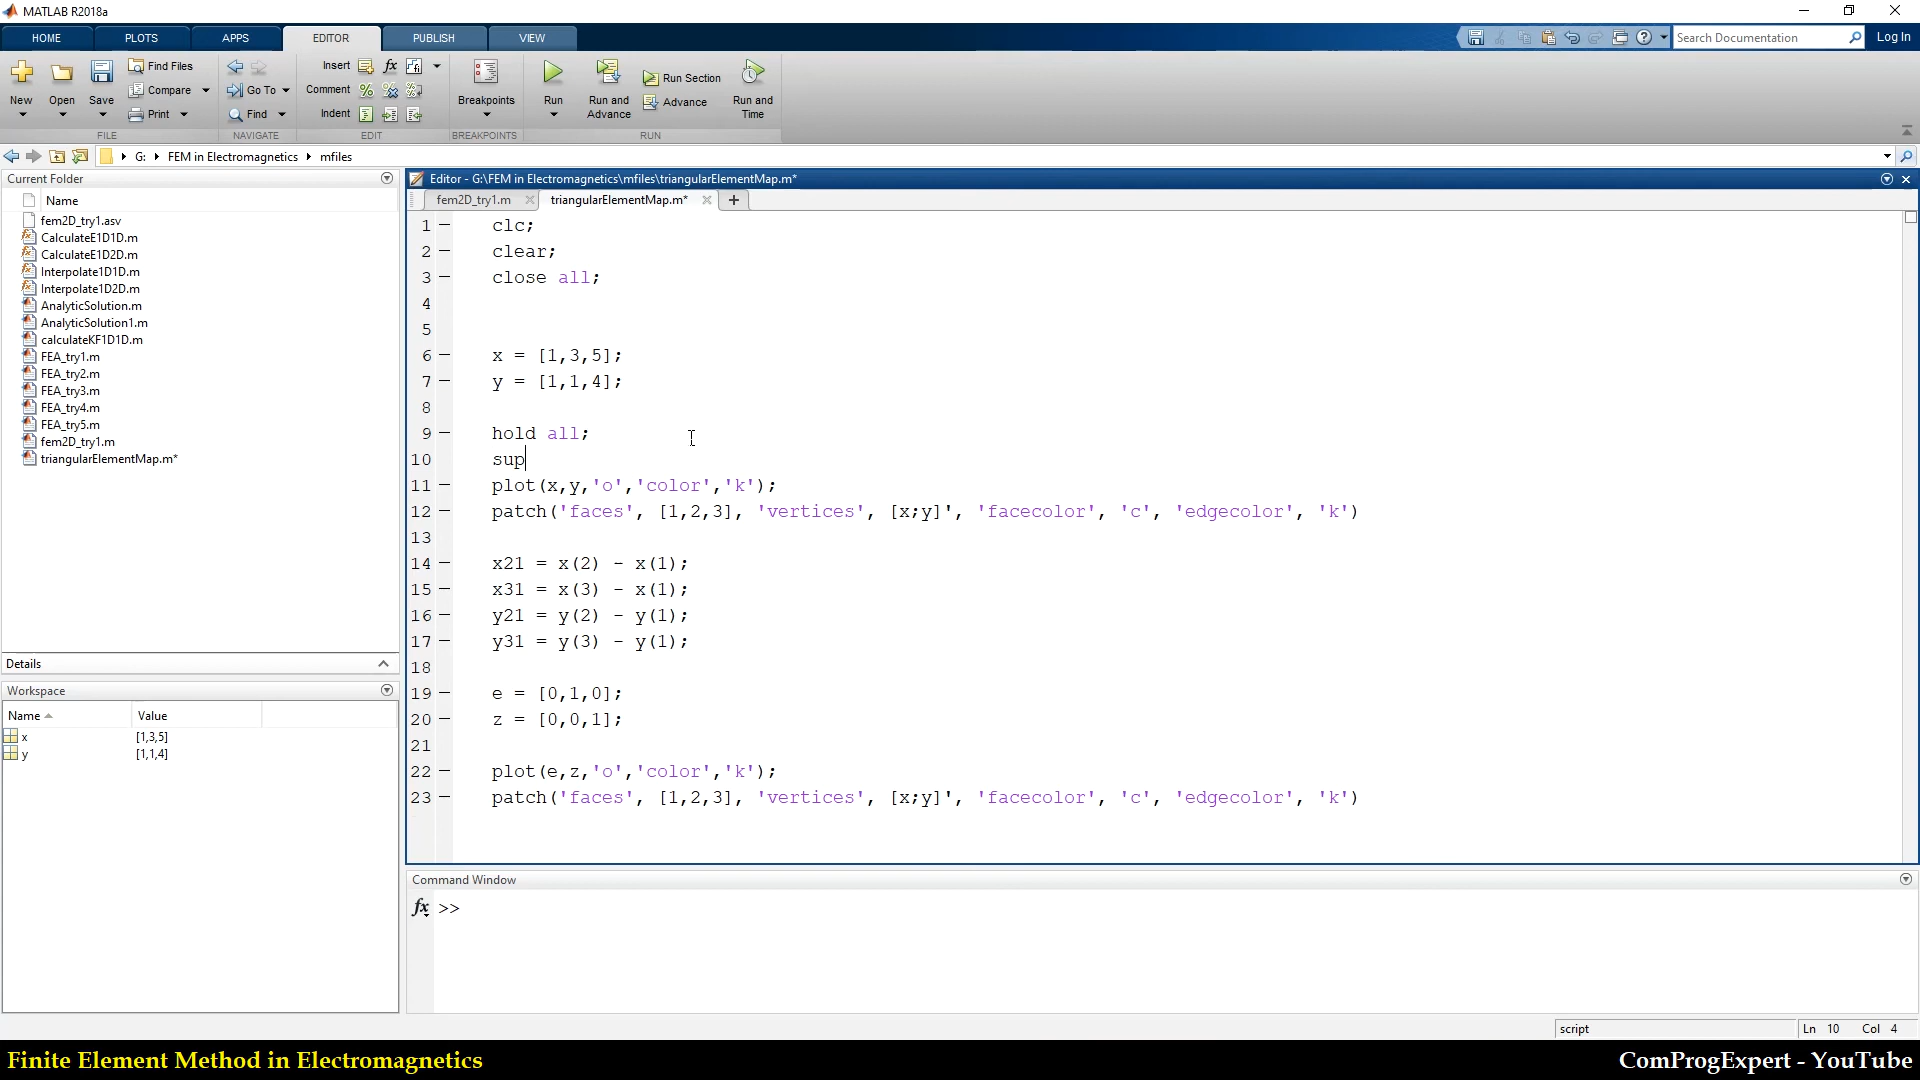 MATLAB R2018a
HOME PLOTS APPS EDITOR PUBLISH VIEW
Search Documentation
Log In
New
Open
Save
Find Files
Compare
Print
FILE
Go To
Find
NAVIGATE
Insert
Comment
Indent
EDIT
fx
Breakpoints
BREAKPOINTS
Run
Run and Advance
Run Section
Advance
Run and Time
RUN
G: FEM in Electromagnetics mfiles
Current Folder
Name
fem2D_try1.asv
CalculateE1D1D.m
CalculateE1D2D.m
Interpolate1D1D.m
Interpolate1D2D.m
AnalyticSolution.m
AnalyticSolution1.m
calculateKF1D1D.m
FEA_try1.m
FEA_try2.m
FEA_try3.m
FEA_try4.m
FEA_try5.m
fem2D_try1.m
triangularElementMap.m*
Details
Workspace
Name Value
x [1,3,5]
y [1,1,4]
Editor - G:\FEM in Electromagnetics\mfiles\triangularElementMap.m*
fem2D_try1.m triangularElementMap.m*
1 clc;
2 clear;
3 close all;
4
5
6 x = [1,3,5];
7 y = [1,1,4];
8
9 hold all;
10 sup
11 plot(x,y,'o','color','k');
12 patch('faces', [1,2,3], 'vertices', [x;y]', 'facecolor', 'c', 'edgecolor', 'k')
13
14 x21 = x(2) - x(1);
15 x31 = x(3) - x(1);
16 y21 = y(2) - y(1);
17 y31 = y(3) - y(1);
18
19 e = [0,1,0];
20 z = [0,0,1];
21
22 plot(e,z,'o','color','k');
23 patch('faces', [1,2,3], 'vertices', [x;y]', 'facecolor', 'c', 'edgecolor', 'k')
Command Window
fx >>
script Ln 10 Col 4
Finite Element Method in Electromagnetics
ComProgExpert - YouTube